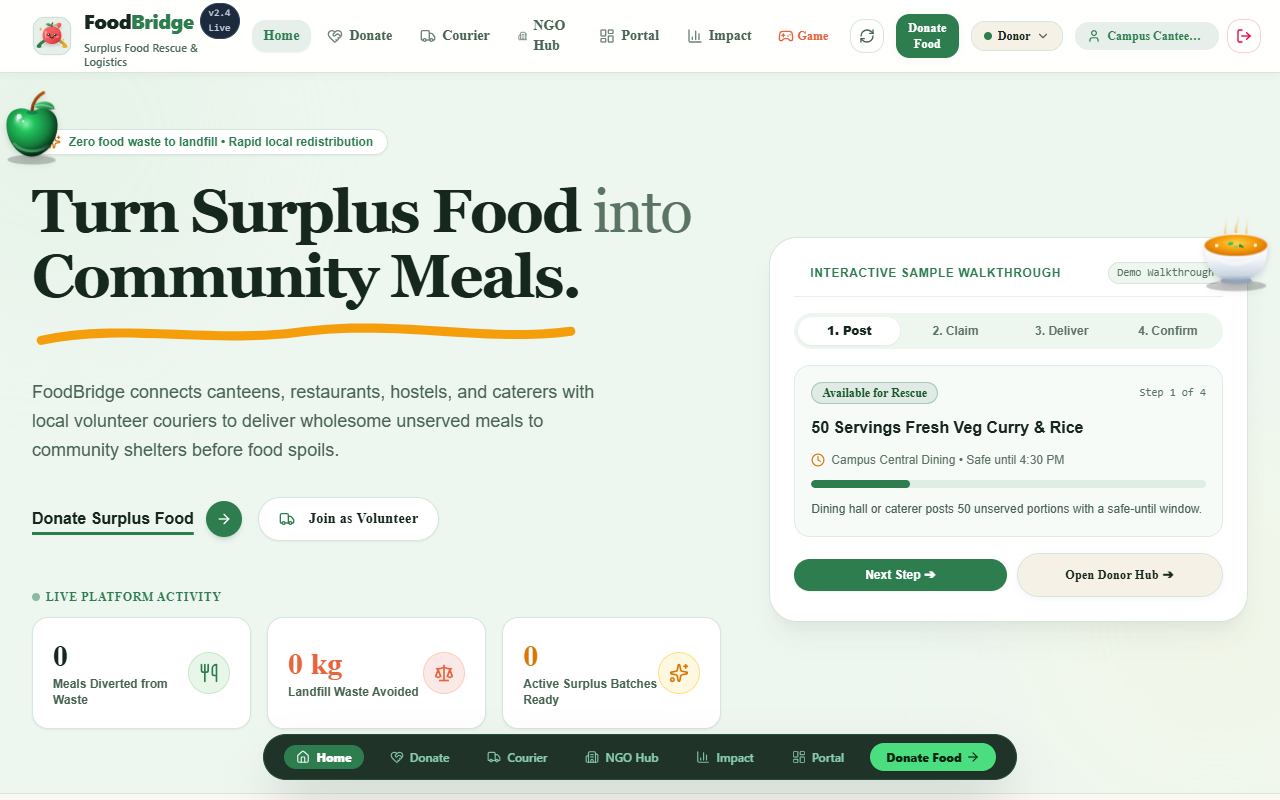 FoodBridge
v2.4
Live
Surplus Food Rescue &
Logistics
Home
Donate
Courier
NGO
Hub
Portal
Impact
Game
Donate
Food
Donor
Campus Cantee...
Zero food waste to landfill • Rapid local redistribution
Turn Surplus Food into
Community Meals.
FoodBridge connects canteens, restaurants, hostels, and caterers with
local volunteer couriers to deliver wholesome unserved meals to
community shelters before food spoils.
Donate Surplus Food
Join as Volunteer
LIVE PLATFORM ACTIVITY
0
Meals Diverted from
Waste
0 kg
Landfill Waste Avoided
0
Active Surplus Batches
Ready
INTERACTIVE SAMPLE WALKTHROUGH
Demo Walkthrough
1. Post
2. Claim
3. Deliver
4. Confirm
Available for Rescue
Step 1 of 4
50 Servings Fresh Veg Curry & Rice
Campus Central Dining • Safe until 4:30 PM
Dining hall or caterer posts 50 unserved portions with a safe-until window.
Next Step ➔
Open Donor Hub ➔
Home
Donate
Courier
NGO Hub
Impact
Portal
Donate Food →